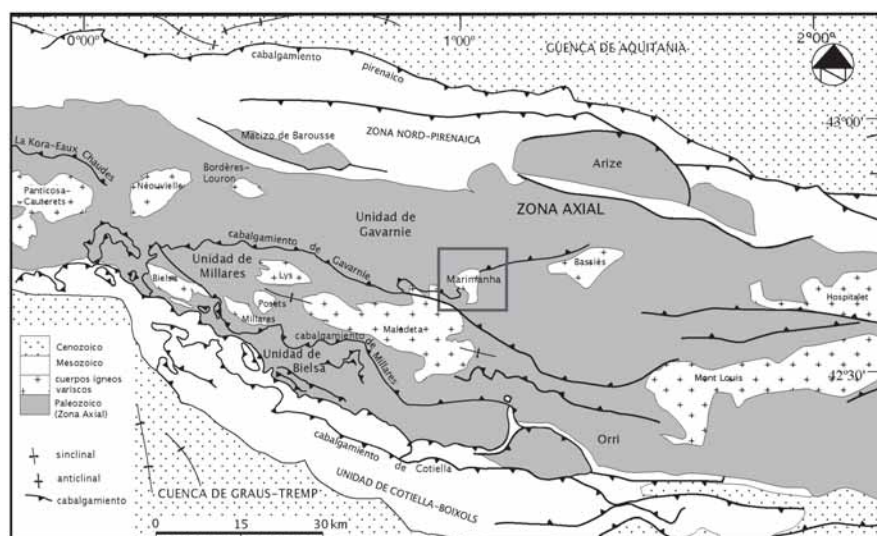 0°00'
1°00'
2°00'
CUENCA DE AQUITANIA
cabalgamiento
pirenaico
43°00'
ZONA NORD-PIRENAICA
Macizo de Barousse
La Kora-Eaux Chaudes
Arize
Bordères-
Louron
Néouvielle
Panticosa-
Cauterets
ZONA AXIAL
Unidad de
Gavarnie
cabalgamiento de Gavarnie
Unidad de
Millares
Marimanha
Bassiés
Lys
Bielsa
Hospitalet
Posets
Millares
Maladeta
cabalgamiento de Millares
Unidad de
Bielsa
42°30'
Mont Louis
Cenozoico
Mesozoico
cuerpos ígneos
variscos
Paleozoico
(Zona Axial)
Orri
sinclinal
anticlinal
cabalgamiento
cabalgamiento de Cotiella
UNIDAD DE COTIELLA-BOIXOLS
CUENCA DE GRAUS-TREMP
0 15 30 km